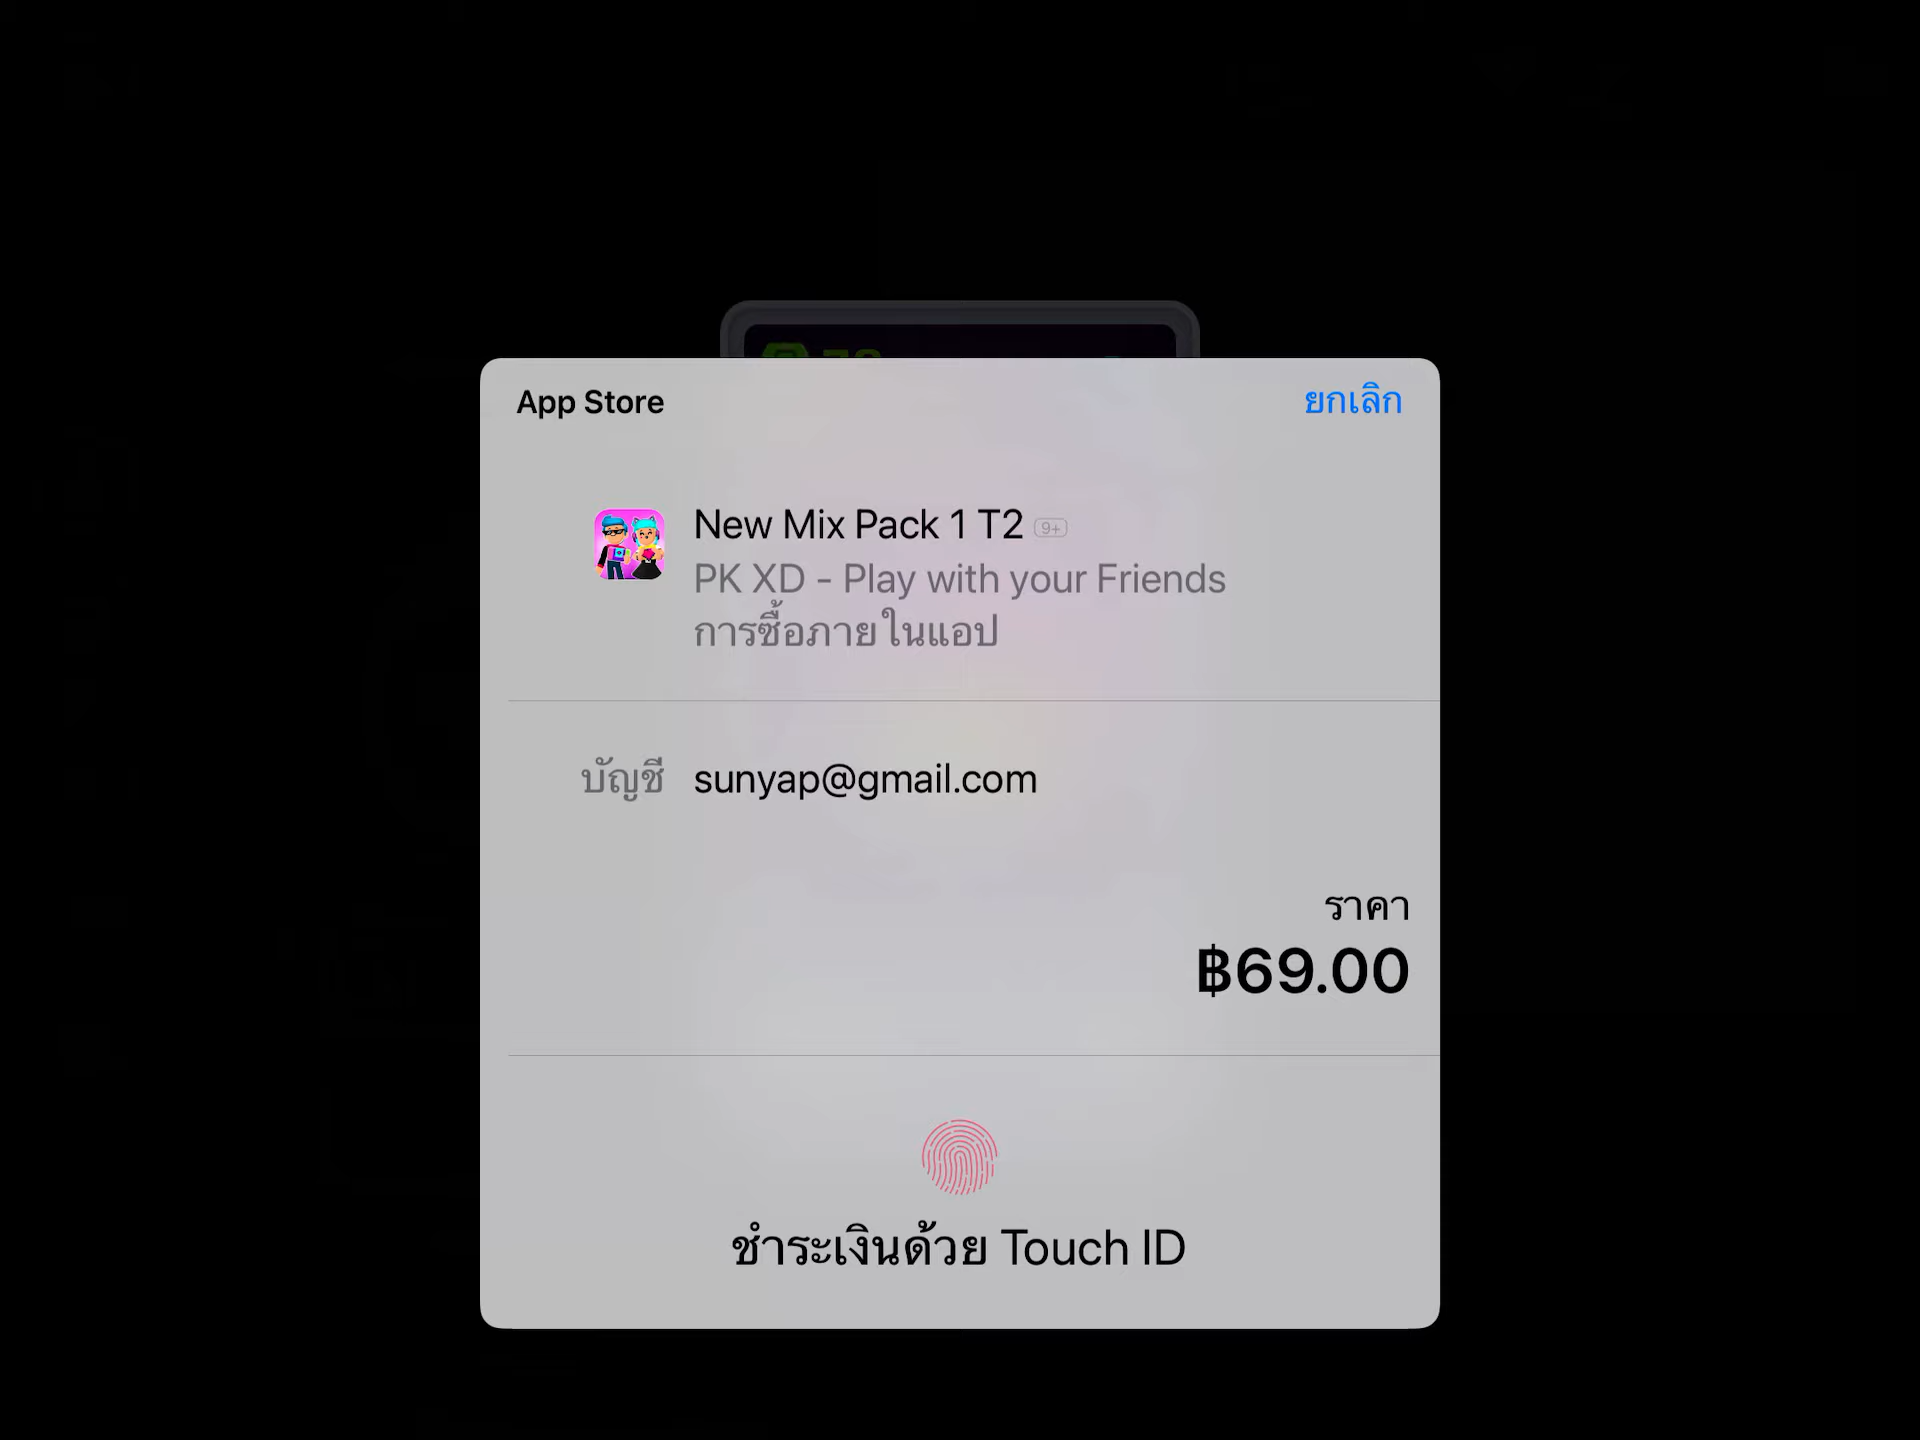 App Store
ยกเลิก
New Mix Pack 1 T2 9+
PK XD - Play with your Friends
การซื้อภายในแอป
บัญชี sunyap@gmail.com
ราคา
฿69.00
ชำระเงินด้วย Touch ID